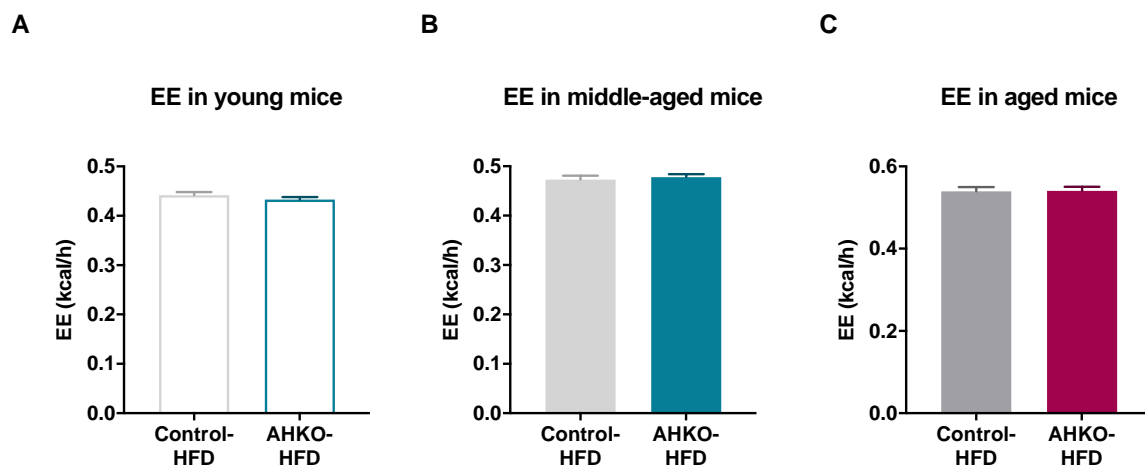 A
B
C
EE in young mice
EE in middle-aged mice
EE in aged mice
EE (kcal/h)
0.5
0.4
0.3
0.2
0.1
0.0
Control-
HFD
AHKO-
HFD
EE (kcal/h)
0.5
0.4
0.3
0.2
0.1
0.0
Control-
HFD
AHKO-
HFD
EE (kcal/h)
0.6
0.4
0.2
0.0
Control-
HFD
AHKO-
HFD